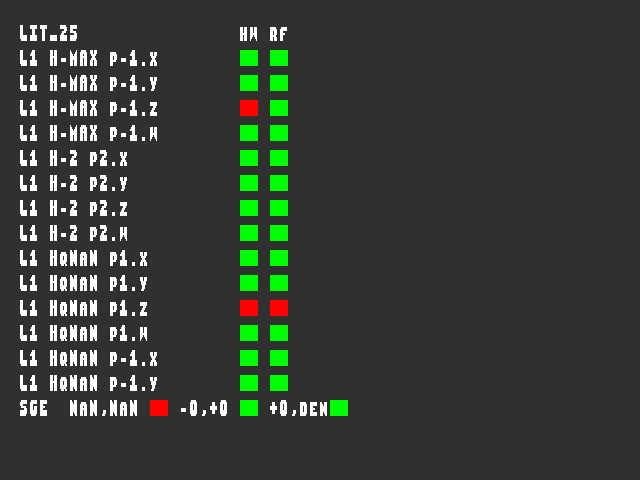 LIT_25 HW RF
L1 H-MAX P-1.X
L1 H-MAX P-1.Y
L1 H-MAX P-1.Z
L1 H-MAX P-1.W
L1 H-2 P2.X
L1 H-2 P2.Y
L1 H-2 P2.Z
L1 H-2 P2.W
L1 HQNAN P1.X
L1 HQNAN P1.Y
L1 HQNAN P1.Z
L1 HQNAN P1.W
L1 HQNAN P-1.X
L1 HQNAN P-1.Y
SGE NAN,NAN -0,+0 +0,DEN